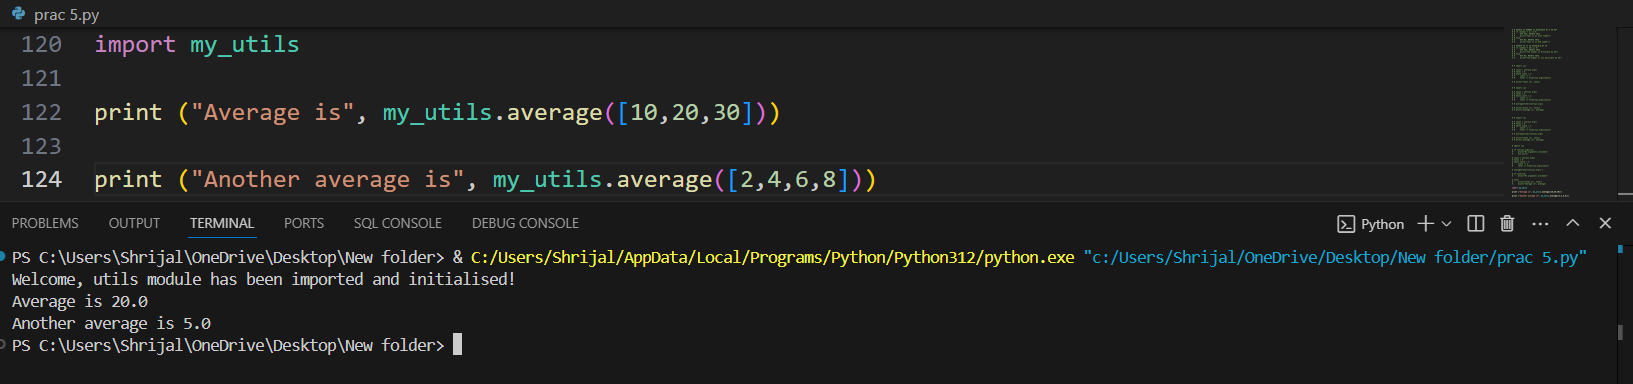 prac 5.py
120 import my_utils
121
122 print ("Average is", my_utils.average([10,20,30]))
123
124 print ("Another average is", my_utils.average([2,4,6,8]))
PROBLEMS OUTPUT TERMINAL PORTS SQL CONSOLE DEBUG CONSOLE Python
PS C:\Users\Shrijal\OneDrive\Desktop\New folder> & C:/Users/Shrijal/AppData/Local/Programs/Python/Python312/python.exe "c:/Users/Shrijal/OneDrive/Desktop/New folder/prac 5.py"
Welcome, utils module has been imported and initialised!
Average is 20.0
Another average is 5.0
PS C:\Users\Shrijal\OneDrive\Desktop\New folder>